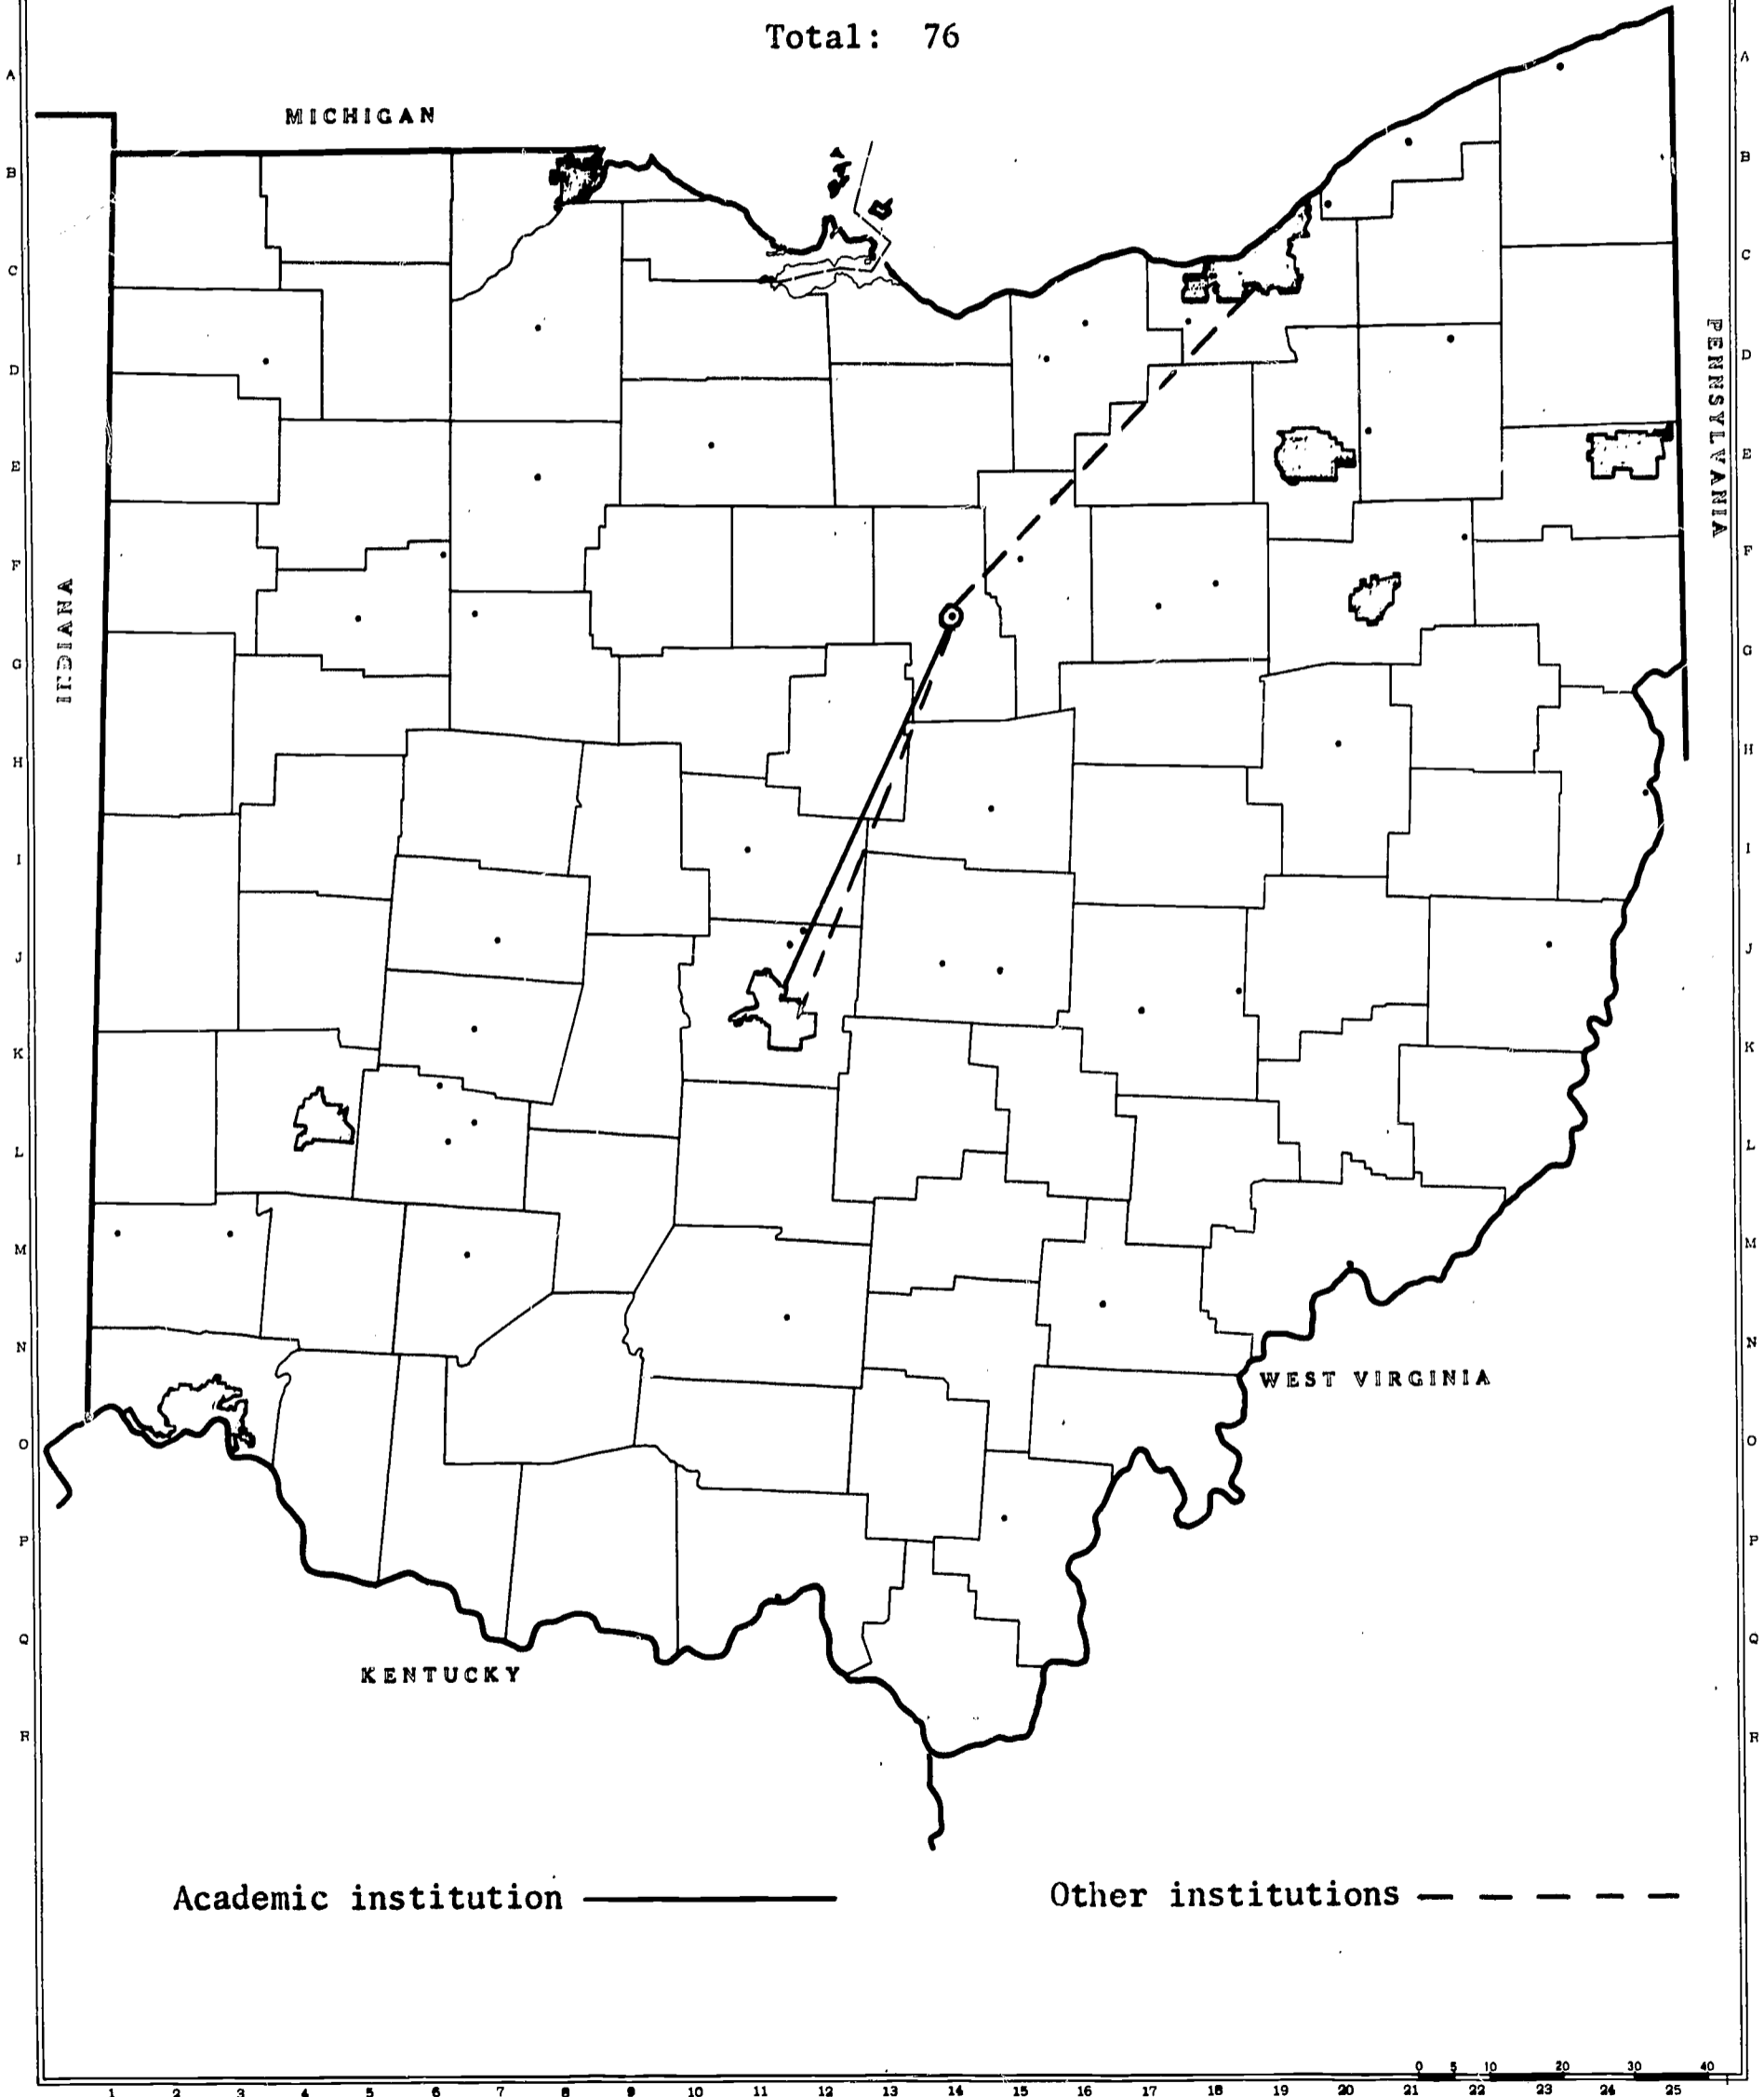 Total: 76
A A
MICHIGAN
B B
C C
PENNSYLVANIA
D D
E E
F F
INDIANA
G G
H H
I I
J J
K K
L L
M M
N N
WEST VIRGINIA
O O
P P
Q Q
KENTUCKY
R R
Academic institution Other institutions
0 5 10 20 30 40
1 2 3 4 5 6 7 8 9 10 11 12 13 14 15 16 17 18 19 20 21 22 23 24 25